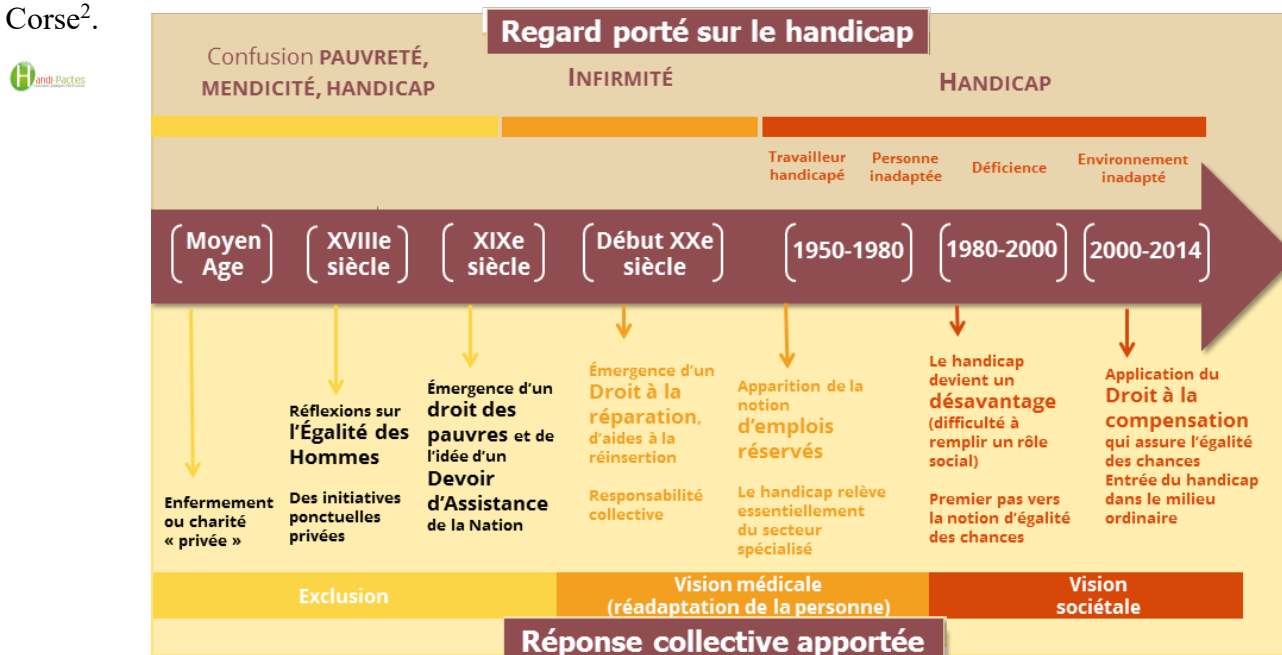 Corse².
Handi-Pactes
Regard porté sur le handicap
Confusion PAUVRETÉ,
MENDICITÉ, HANDICAP
INFIRMITÉ
HANDICAP
Travailleur
handicapé
Personne
inadaptée
Déficience
Environnement
inadapté
Moyen
Age
XVIIIe
siècle
XIXe
siècle
Début XXe
siècle
1950-1980
1980-2000
2000-2014
Enfermement
ou charité
« privée »
Réflexions sur
l'Égalité des
Hommes
Des initiatives
ponctuelles
privées
Émergence d'un
droit des
pauvres et de
l'idée d'un
Devoir
d'Assistance
de la Nation
Émergence d'un
Droit à la
réparation,
d'aides à la
réinsertion
Responsabilité
collective
Apparition de la
notion
d'emplois
réservés
Le handicap relève
essentiellement
du secteur
spécialisé
Le handicap
devient un
désavantage
(difficulté à
remplir un rôle
social)
Premier pas vers
la notion d'égalité
des chances
Application du
Droit à la
compensation
qui assure l'égalité
des chances
Entrée du handicap
dans le milieu
ordinaire
Exclusion
Vision médicale
(réadaptation de la personne)
Vision
sociétale
Réponse collective apportée